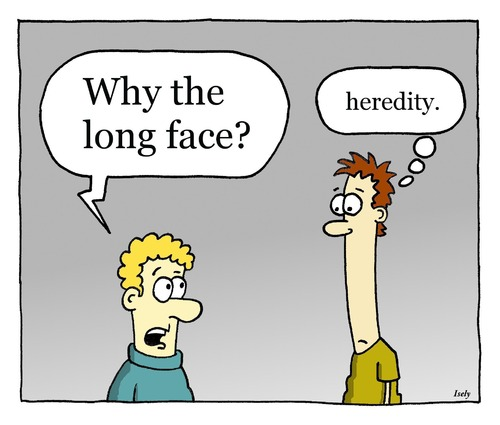 Why the
long face?
heredity.
Isely